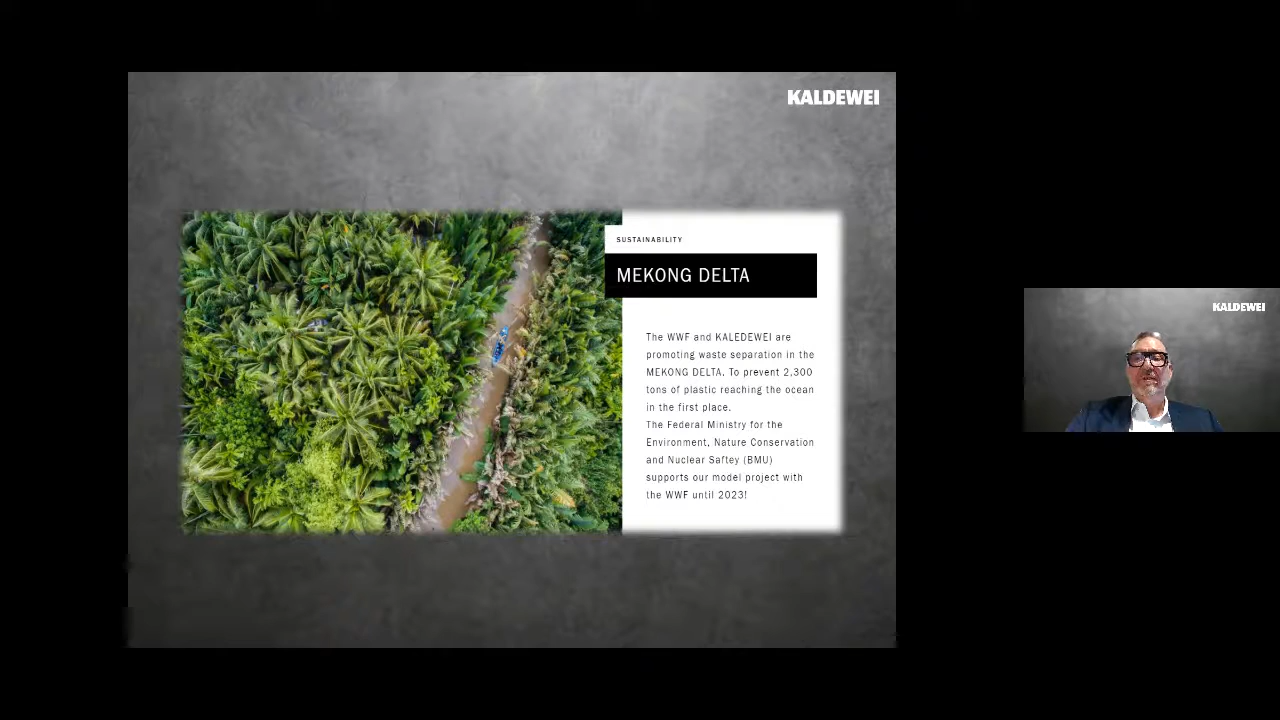 KALDEWEI
SUSTAINABILITY
MEKONG DELTA
The WWF and KALEDEWEI are
promoting waste separation in the
MEKONG DELTA. To prevent 2,300
tons of plastic reaching the ocean
in the first place.
The Federal Ministry for the
Environment, Nature Conservation
and Nuclear Saftey (BMU)
supports our model project with
the WWF until 2023!
KALDEWEI